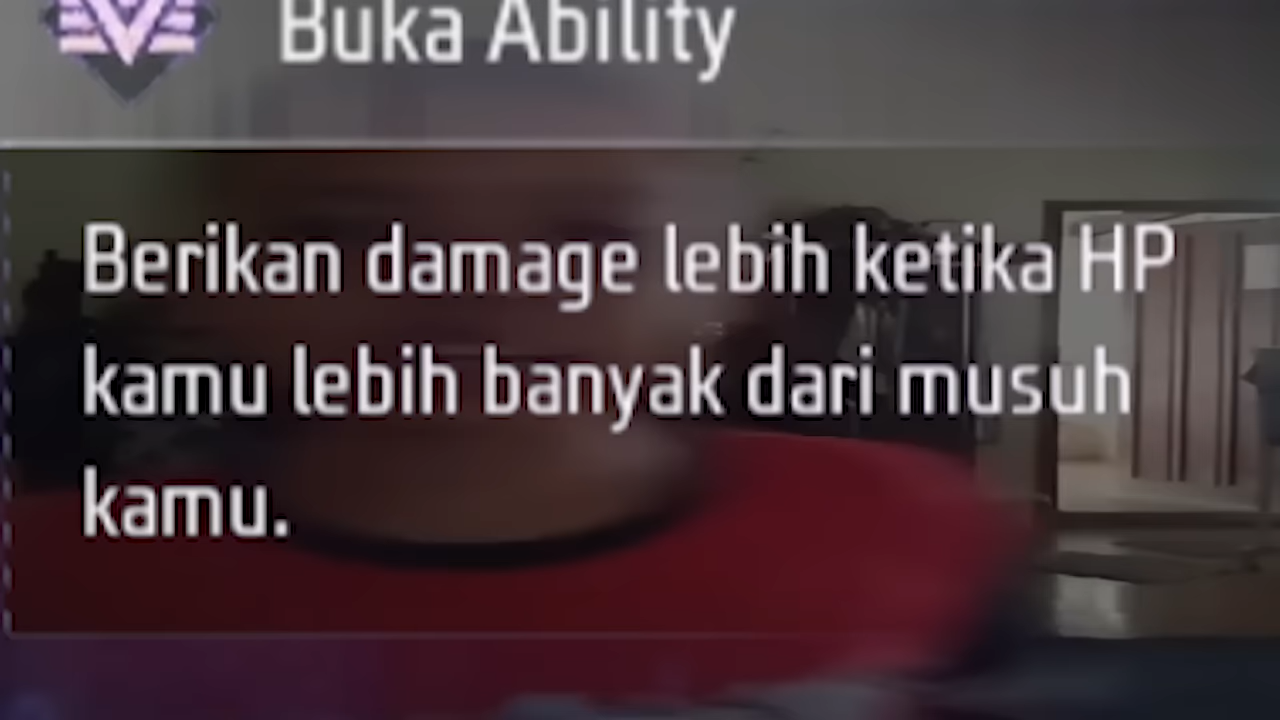 Buka Ability
Berikan damage lebih ketika HP
kamu lebih banyak dari musuh
kamu.